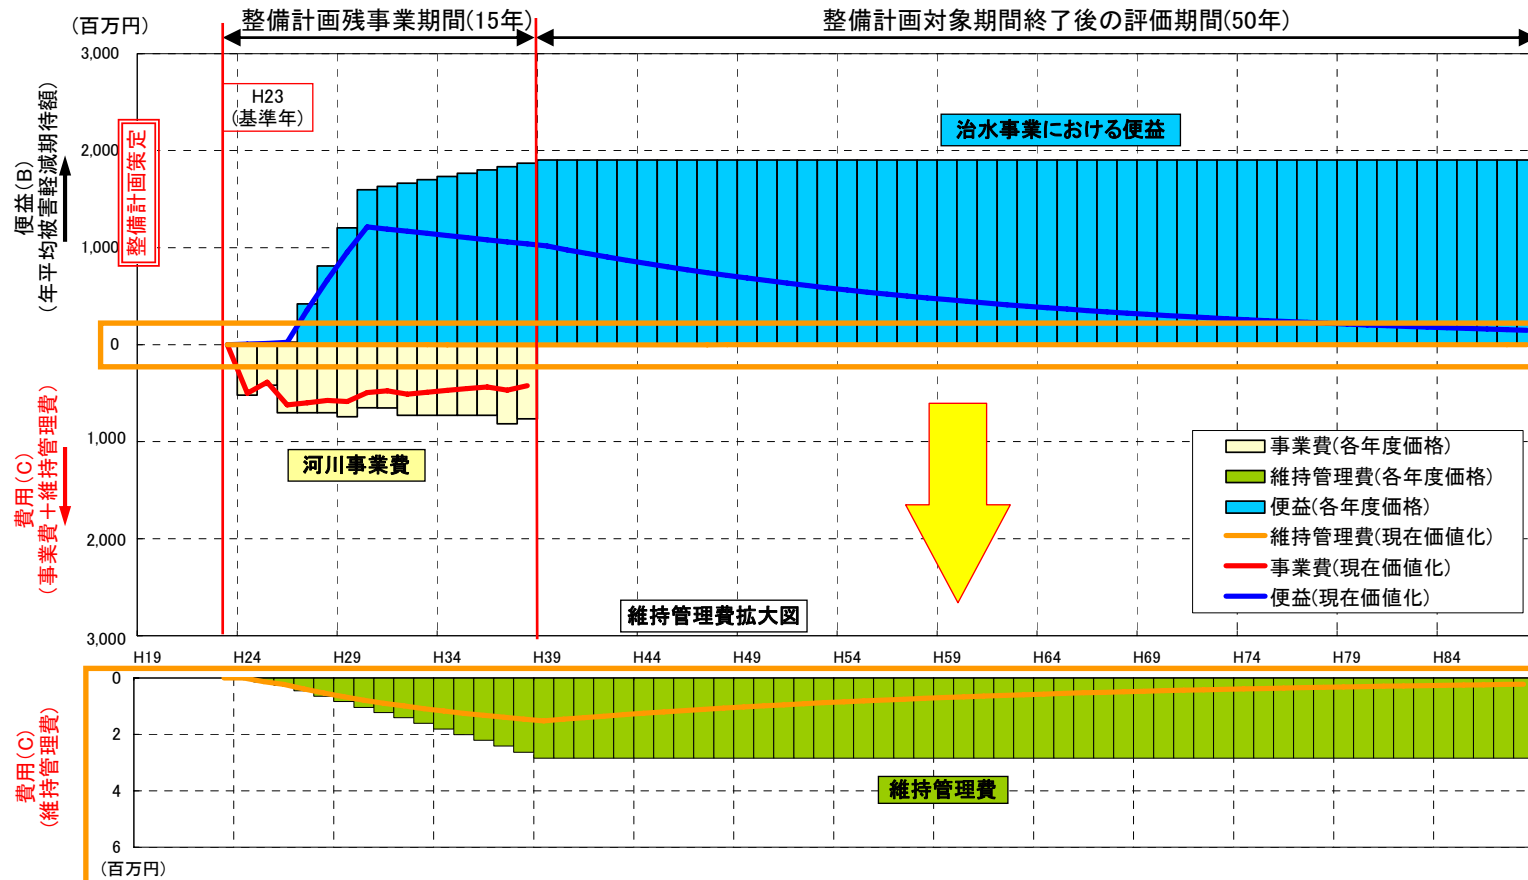 (百万円)
整備計画残事業期間(15年)
整備計画対象期間終了後の評価期間(50年)
3,000
2,000
1,000
0
1,000
2,000
3,000
便益(B)
(年平均被害軽減期待額)
整備計画策定
H23
(基準年)
治水事業における便益
費用(C)
(事業費+維持管理費)
河川事業費
事業費(各年度価格)
維持管理費(各年度価格)
便益(各年度価格)
維持管理費(現在価値化)
事業費(現在価値化)
便益(現在価値化)
維持管理費拡大図
H19 H24 H29 H34 H39 H44 H49 H54 H59 H64 H69 H74 H79 H84
0
2
4
6
費用(C)
(維持管理費)
維持管理費
(百万円)